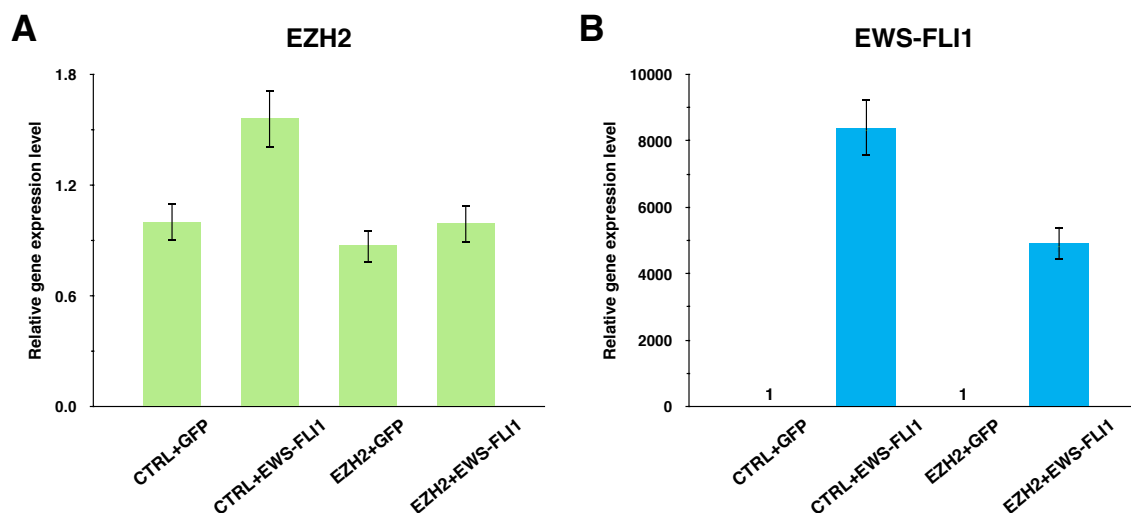 A
EZH2
Relative gene expression level
1.8
1.2
0.6
0.0
CTRL+GFP
CTRL+EWS-FLI1
EZH2+GFP
EZH2+EWS-FLI1
B
EWS-FLI1
Relative gene expression level
10000
8000
6000
4000
2000
0
1
1
CTRL+GFP
CTRL+EWS-FLI1
EZH2+GFP
EZH2+EWS-FLI1